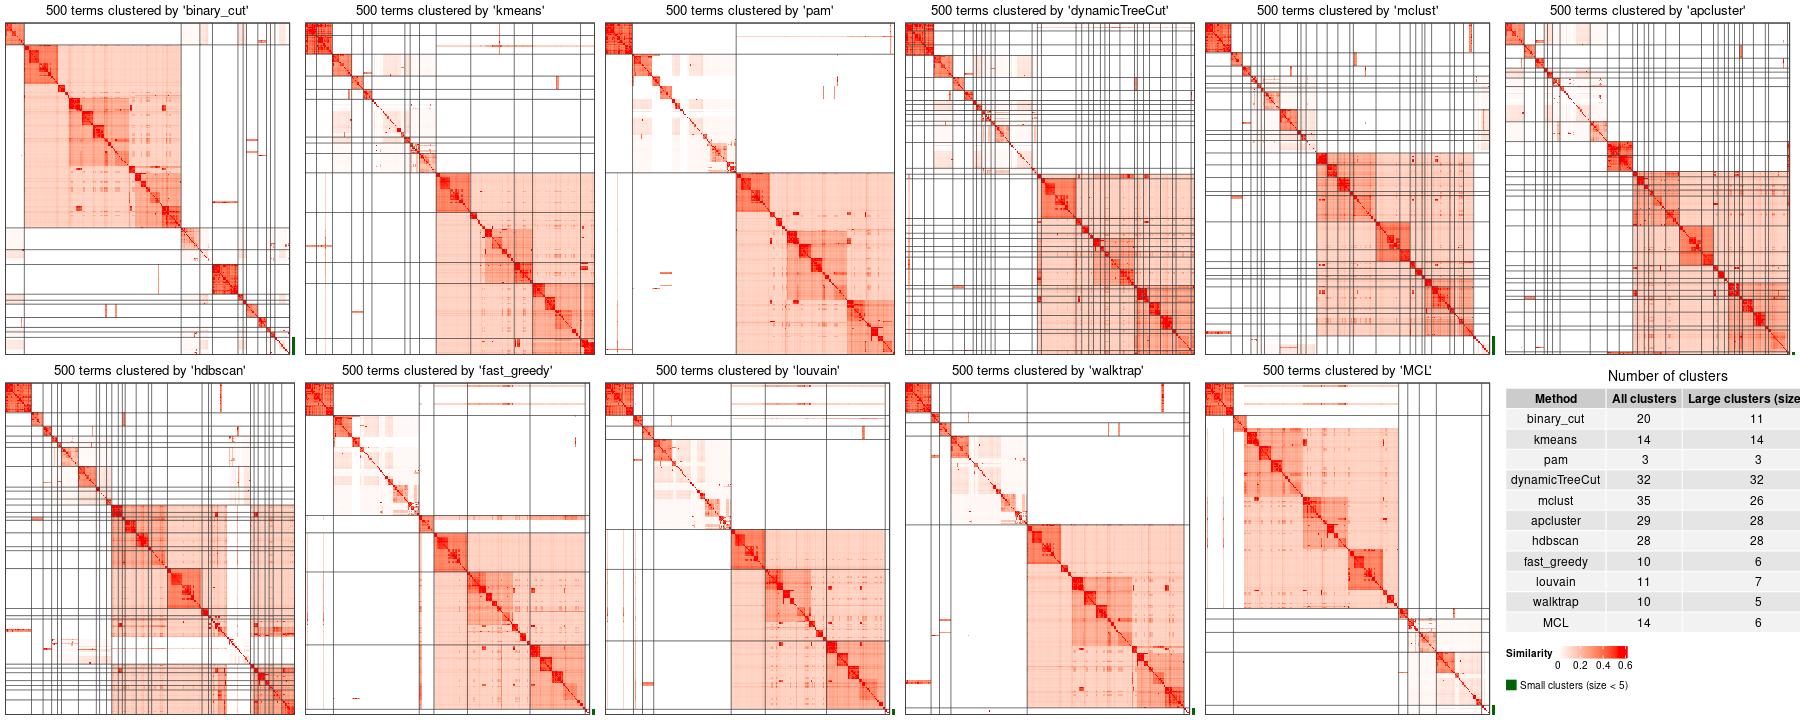 500 terms clustered by 'binary_cut'
500 terms clustered by 'kmeans'
500 terms clustered by 'pam'
500 terms clustered by 'dynamicTreeCut'
500 terms clustered by 'mclust'
500 terms clustered by 'apcluster'
500 terms clustered by 'hdbscan'
500 terms clustered by 'fast_greedy'
500 terms clustered by 'louvain'
500 terms clustered by 'walktrap'
500 terms clustered by 'MCL'
Number of clusters
Method All clusters Large clusters (size
binary_cut 20 11
kmeans 14 14
pam 3 3
dynamicTreeCut 32 32
mclust 35 26
apcluster 29 28
hdbscan 28 28
fast_greedy 10 6
louvain 11 7
walktrap 10 5
MCL 14 6
Similarity
0 0.2 0.4 0.6
Small clusters (size < 5)